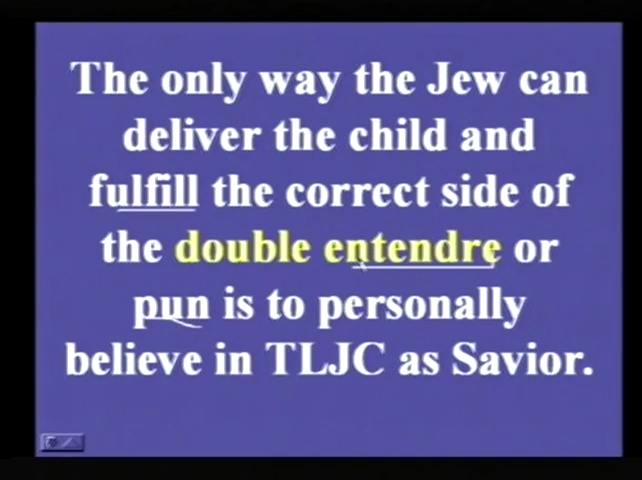 The only way the Jew can
deliver the child and
fulfill the correct side of
the double entendre or
pun is to personally
believe in TLJC as Savior.